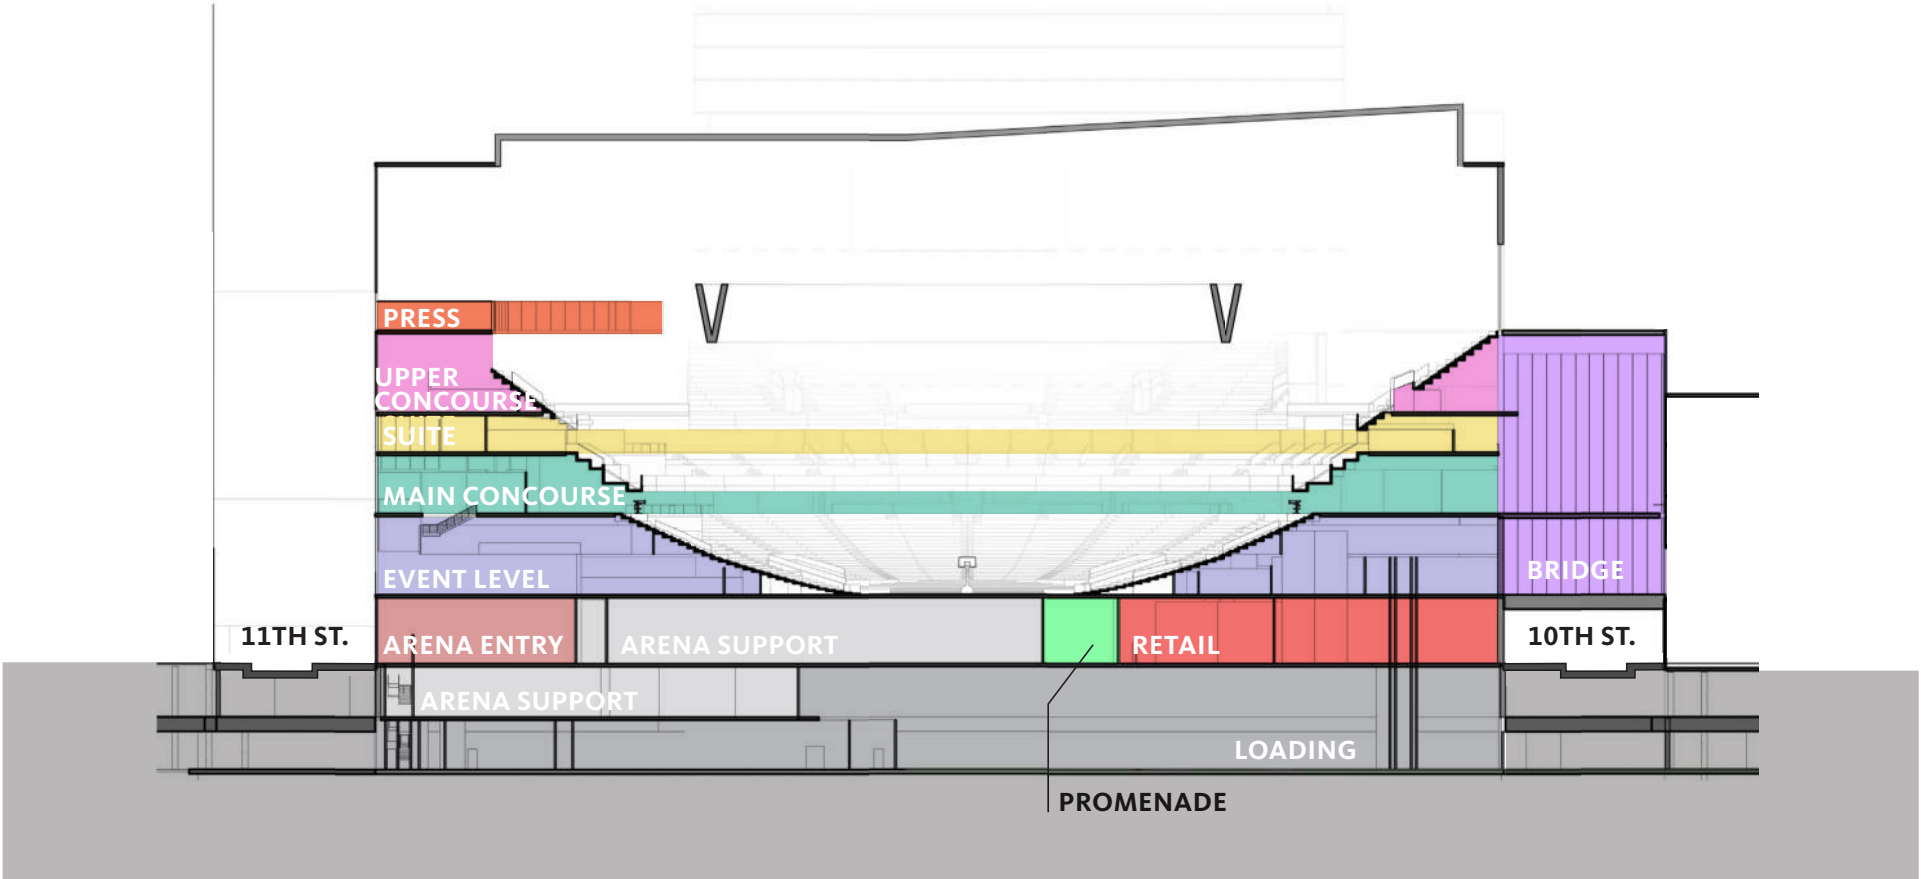 PRESS
UPPER
CONCOURSE
SUITE
MAIN CONCOURSE
EVENT LEVEL
BRIDGE
11TH ST.
ARENA ENTRY
ARENA SUPPORT
RETAIL
10TH ST.
ARENA SUPPORT
LOADING
PROMENADE